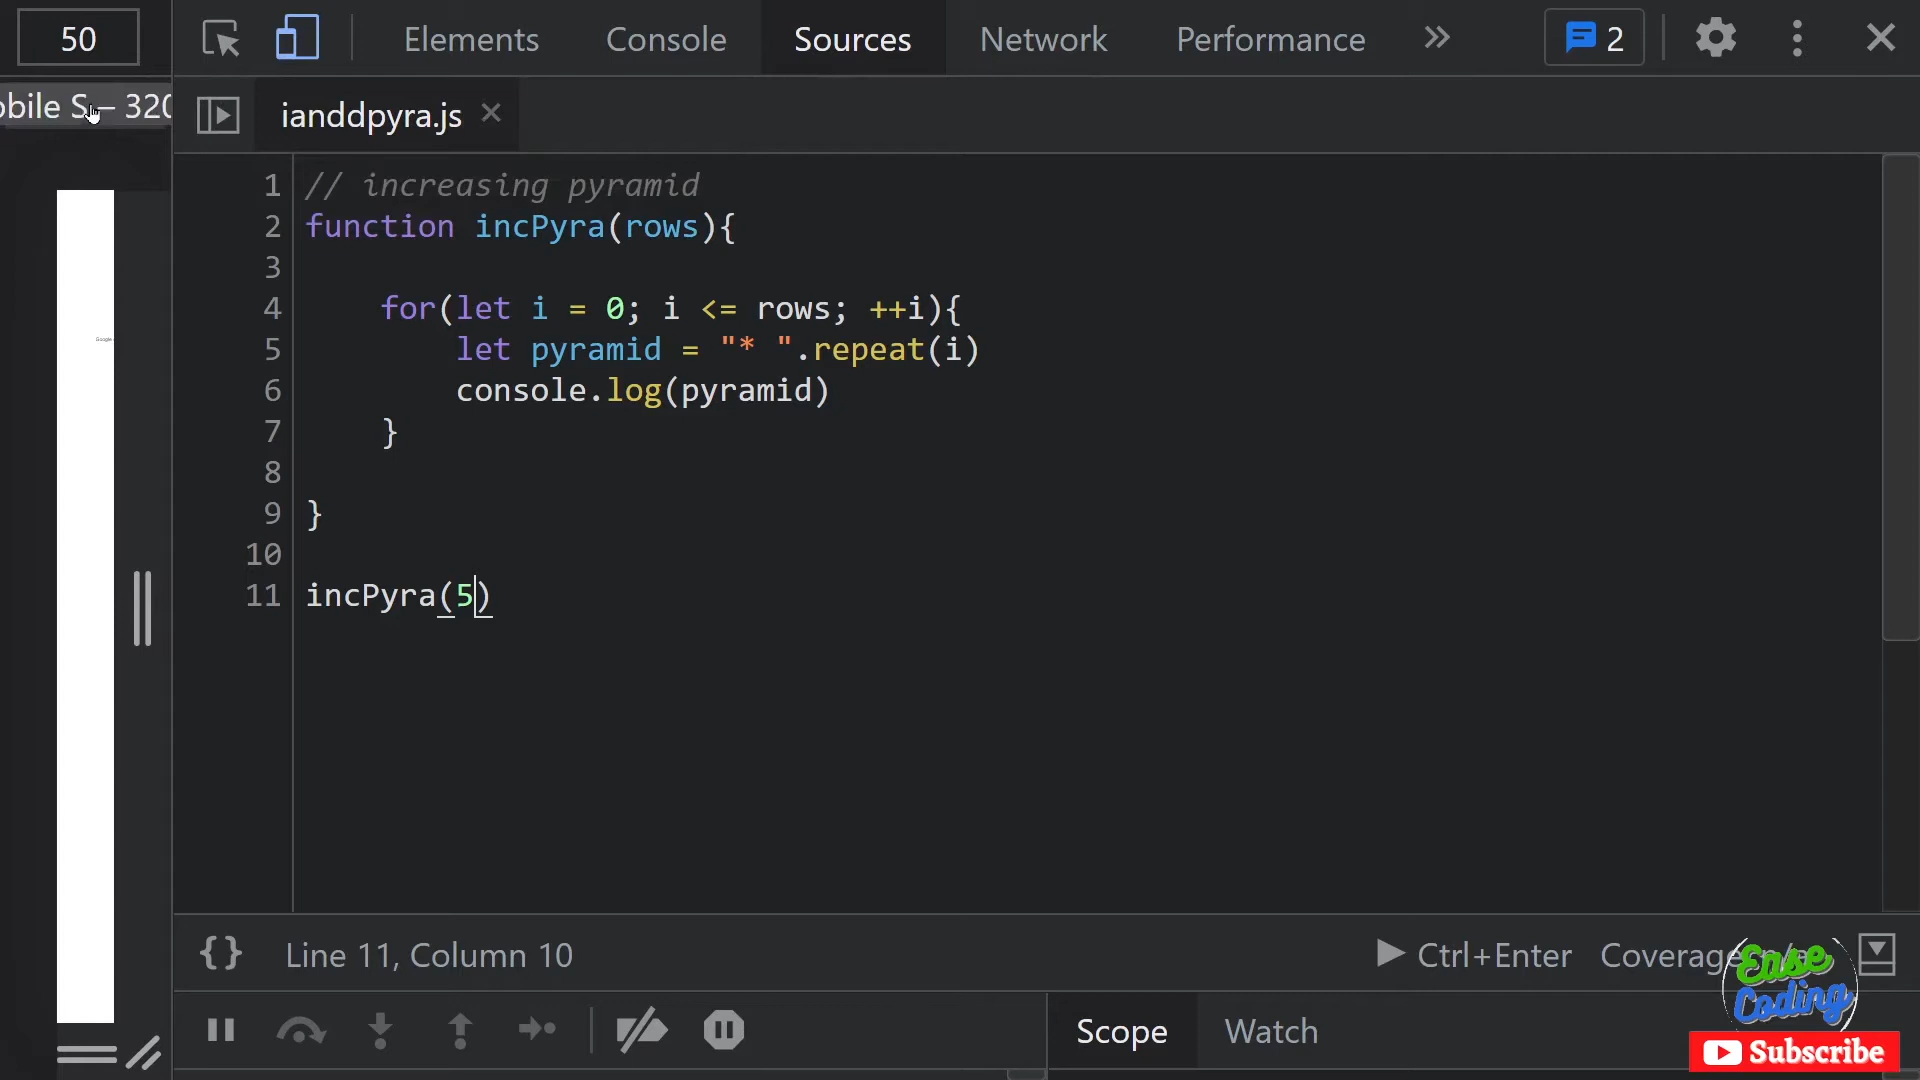 50
Elements Console Sources Network Performance » 2
obile S – 320
ianddpyra.js
1 // increasing pyramid
2 function incPyra(rows){
3
4 for(let i = 0; i <= rows; ++i){
5 let pyramid = "* ".repeat(i)
6 console.log(pyramid)
7 }
8
9 }
10
11 incPyra(5)
Google
{} Line 11, Column 10
Ctrl+Enter Coverage: n/a
Ease
Coding
Scope Watch
Subscribe